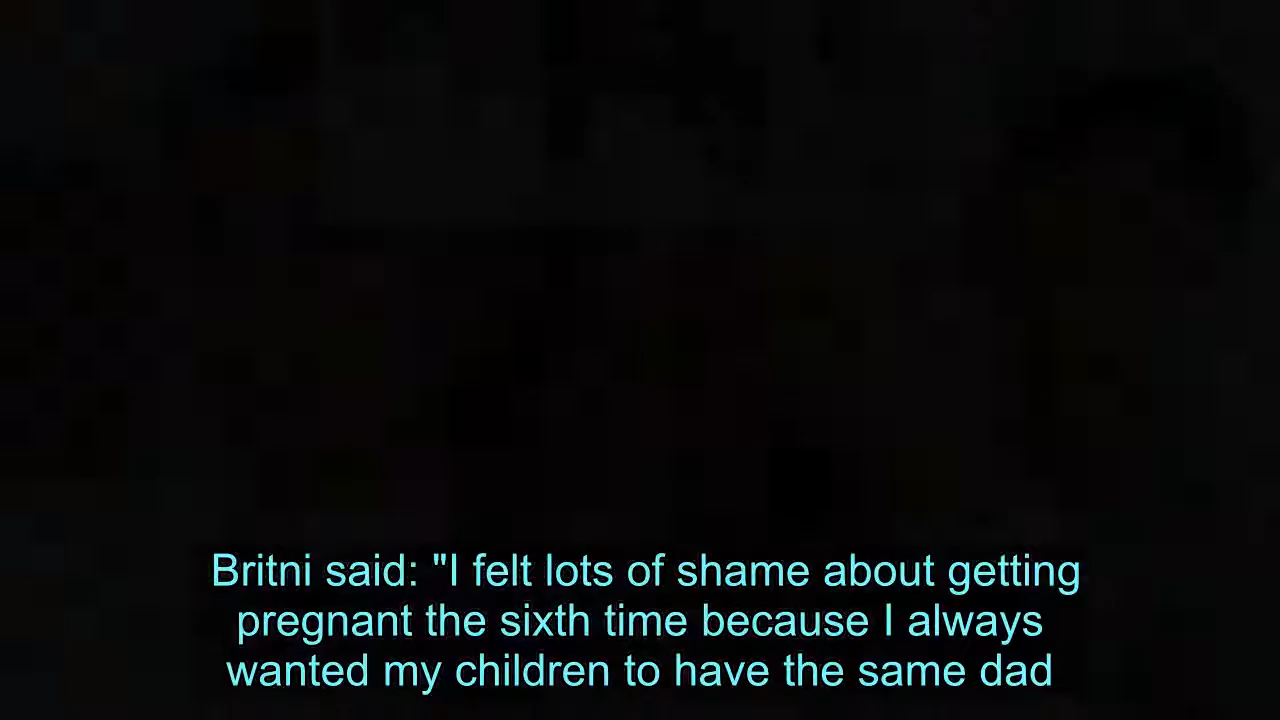 Britni said: "I felt lots of shame about getting
pregnant the sixth time because I always
wanted my children to have the same dad